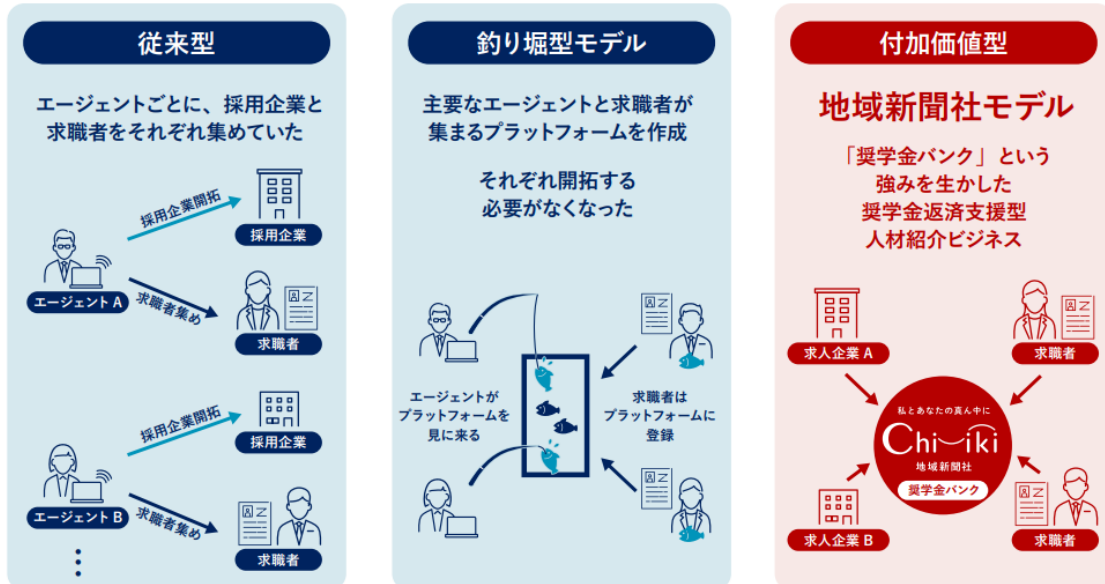 従来型
エージェントごとに、採用企業と
求職者をそれぞれ集めていた
採用企業開拓
採用企業
エージェントA
求職者集め
求職者
採用企業開拓
採用企業
エージェントB
求職者集め
求職者
釣り堀型モデル
主要なエージェントと求職者が
集まるプラットフォームを作成
それぞれ開拓する
必要がなくなった
エージェントが
プラットフォームを
見に来る
求職者は
プラットフォームに
登録
付加価値型
地域新聞社モデル
「奨学金バンク」という
強みを生かした
奨学金返済支援型
人材紹介ビジネス
求人企業A
求職者
私とあなたの真ん中に
Chiiki
地域新聞社
奨学金バンク
求人企業B
求職者